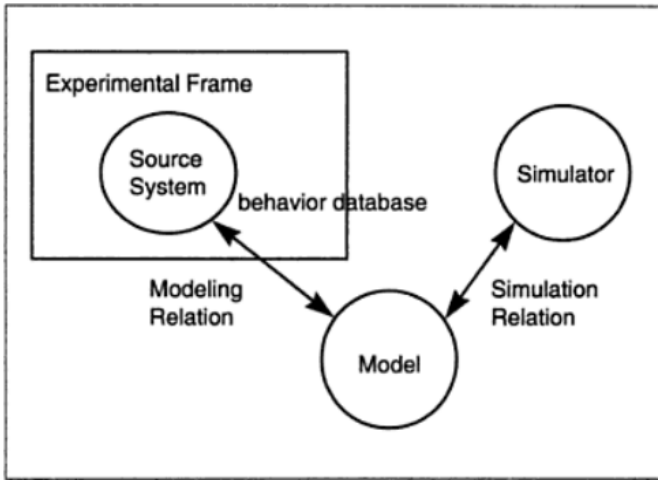 Experimental Frame
Source
System
Simulator
behavior database
Modeling
Relation
Simulation
Relation
Model